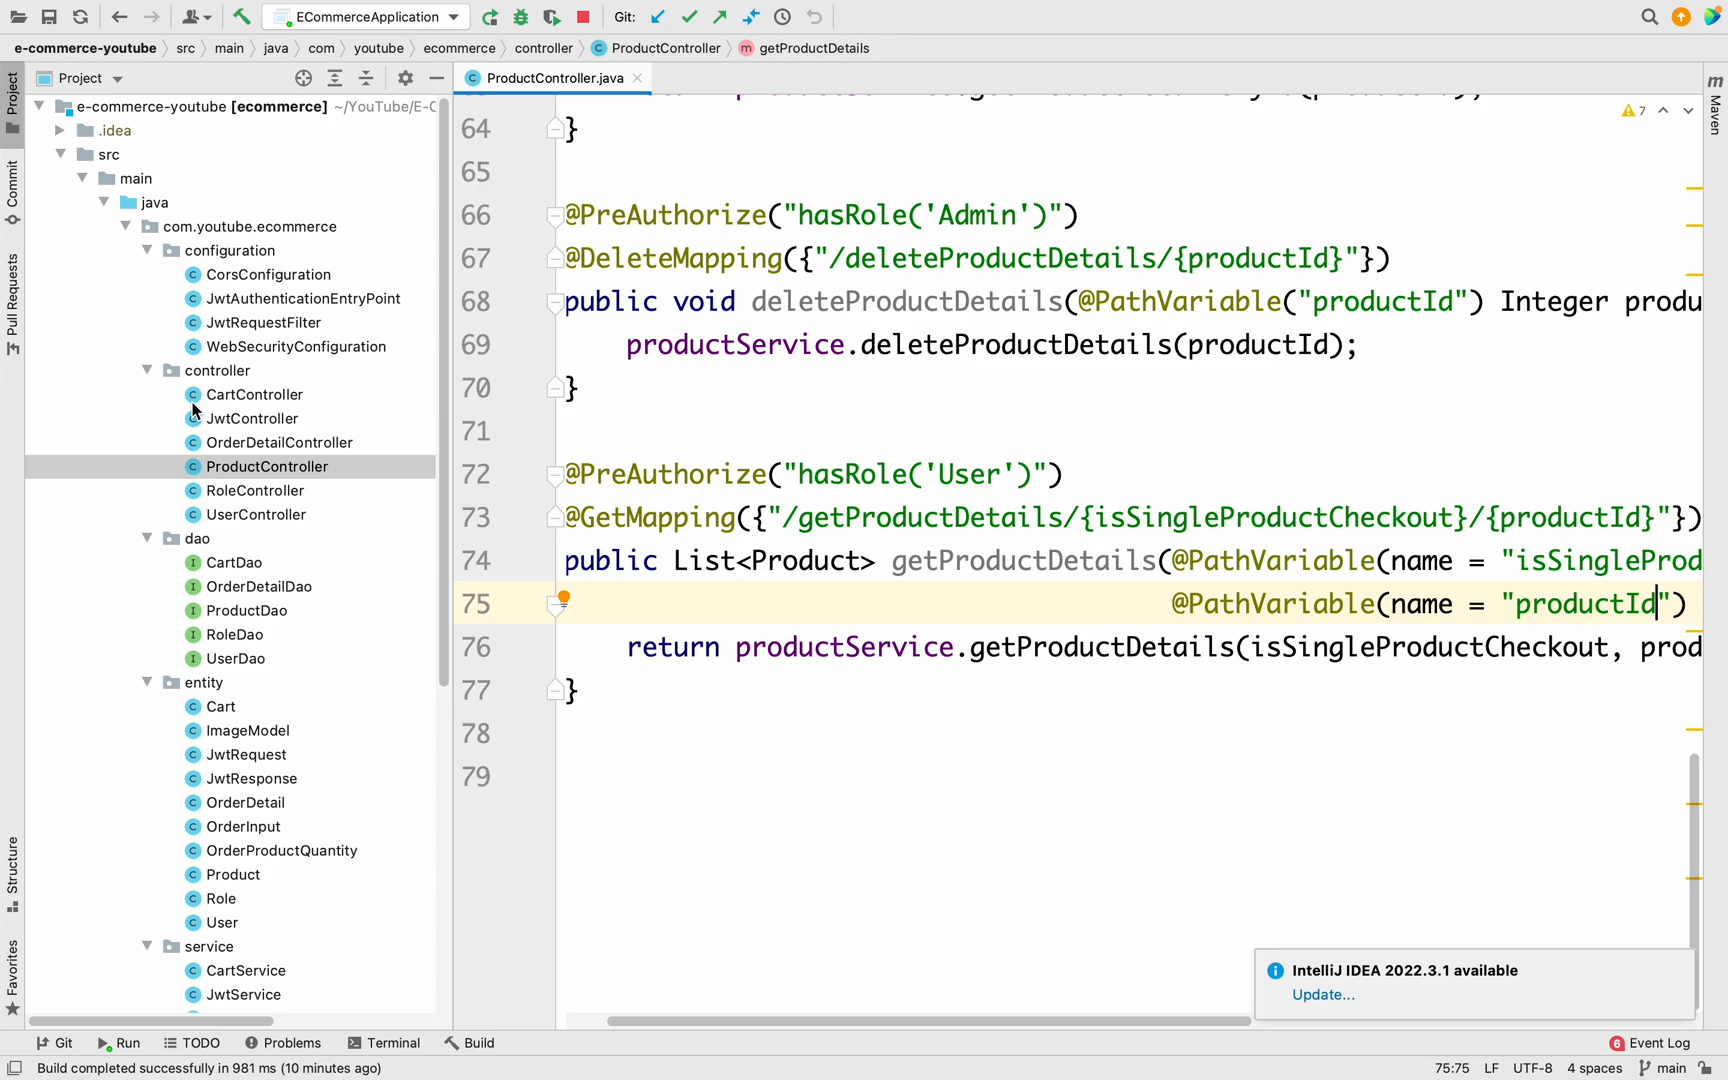 ECommerceApplication
Git:
e-commerce-youtube
src
main
java
com
youtube
ecommerce
controller
ProductController
getProductDetails
Project
ProductController.java
Project
Commit
Pull Requests
Structure
Favorites
Maven
e-commerce-youtube [ecommerce] ~/YouTube/E-C
.idea
src
main
java
com.youtube.ecommerce
configuration
CorsConfiguration
JwtAuthenticationEntryPoint
JwtRequestFilter
WebSecurityConfiguration
controller
CartController
JwtController
OrderDetailController
ProductController
RoleController
UserController
dao
CartDao
OrderDetailDao
ProductDao
RoleDao
UserDao
entity
Cart
ImageModel
JwtRequest
JwtResponse
OrderDetail
OrderInput
OrderProductQuantity
Product
Role
User
service
CartService
JwtService
7
64 }
65
66 @PreAuthorize("hasRole('Admin')")
67 @DeleteMapping({"/deleteProductDetails/{productId}"})
68 public void deleteProductDetails(@PathVariable("productId") Integer produ
69 productService.deleteProductDetails(productId);
70 }
71
72 @PreAuthorize("hasRole('User')")
73 @GetMapping({"/getProductDetails/{isSingleProductCheckout}/{productId}"})
74 public List<Product> getProductDetails(@PathVariable(name = "isSingleProd
75 @PathVariable(name = "productId")
76 return productService.getProductDetails(isSingleProductCheckout, prod
77 }
78
79
IntelliJ IDEA 2022.3.1 available
Update...
Git
Run
TODO
Problems
Terminal
Build
6 Event Log
Build completed successfully in 981 ms (10 minutes ago)
75:75 LF UTF-8 4 spaces main